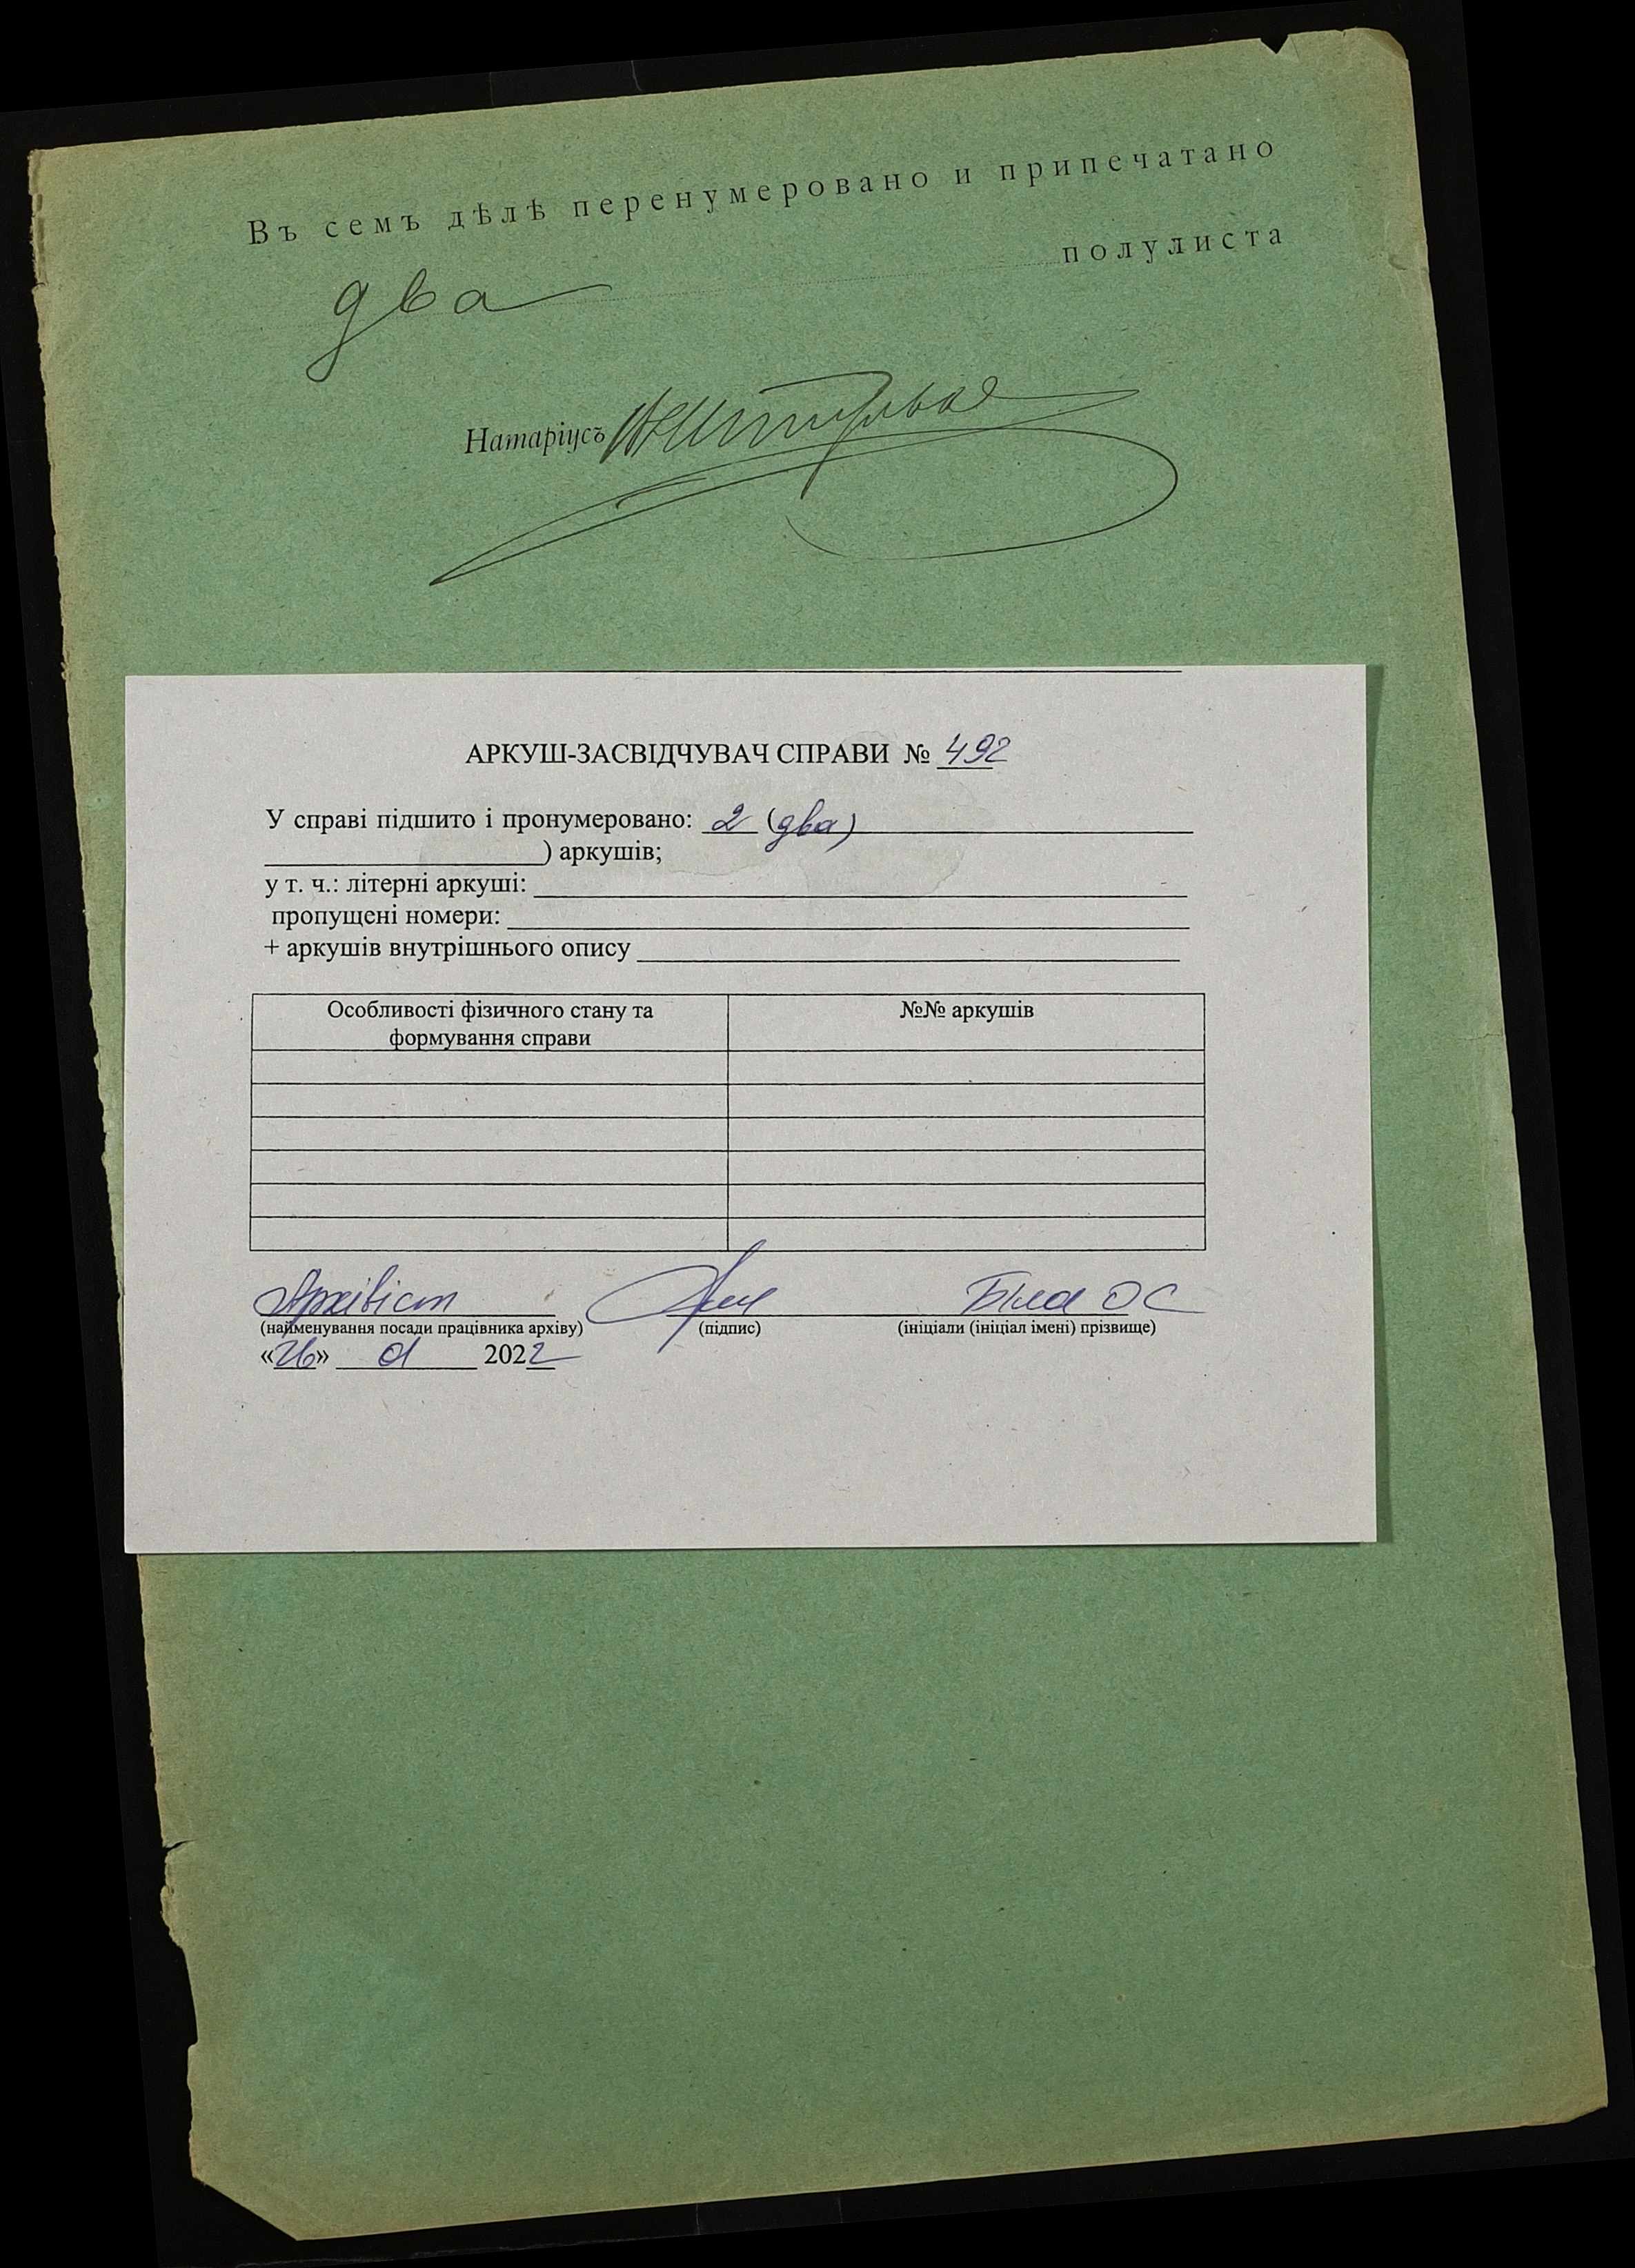 Въ семъ дѣлѣ перенумеровано и припечатано
два полулиста
Натаріусъ
АРКУШ-ЗАСВІДЧУВАЧ СПРАВИ № 492
У справі підшито і пронумеровано: 2 (два)
) аркушів;
у т. ч.: літерні аркуші:
пропущені номери:
+ аркушів внутрішнього опису
Особливості фізичного стану та
формування справи
№№ аркушів
Архівіст Біла ОС
(найменування посади працівника архіву) (підпис) (ініціали (ініціал імені) прізвище)
«26» 2022